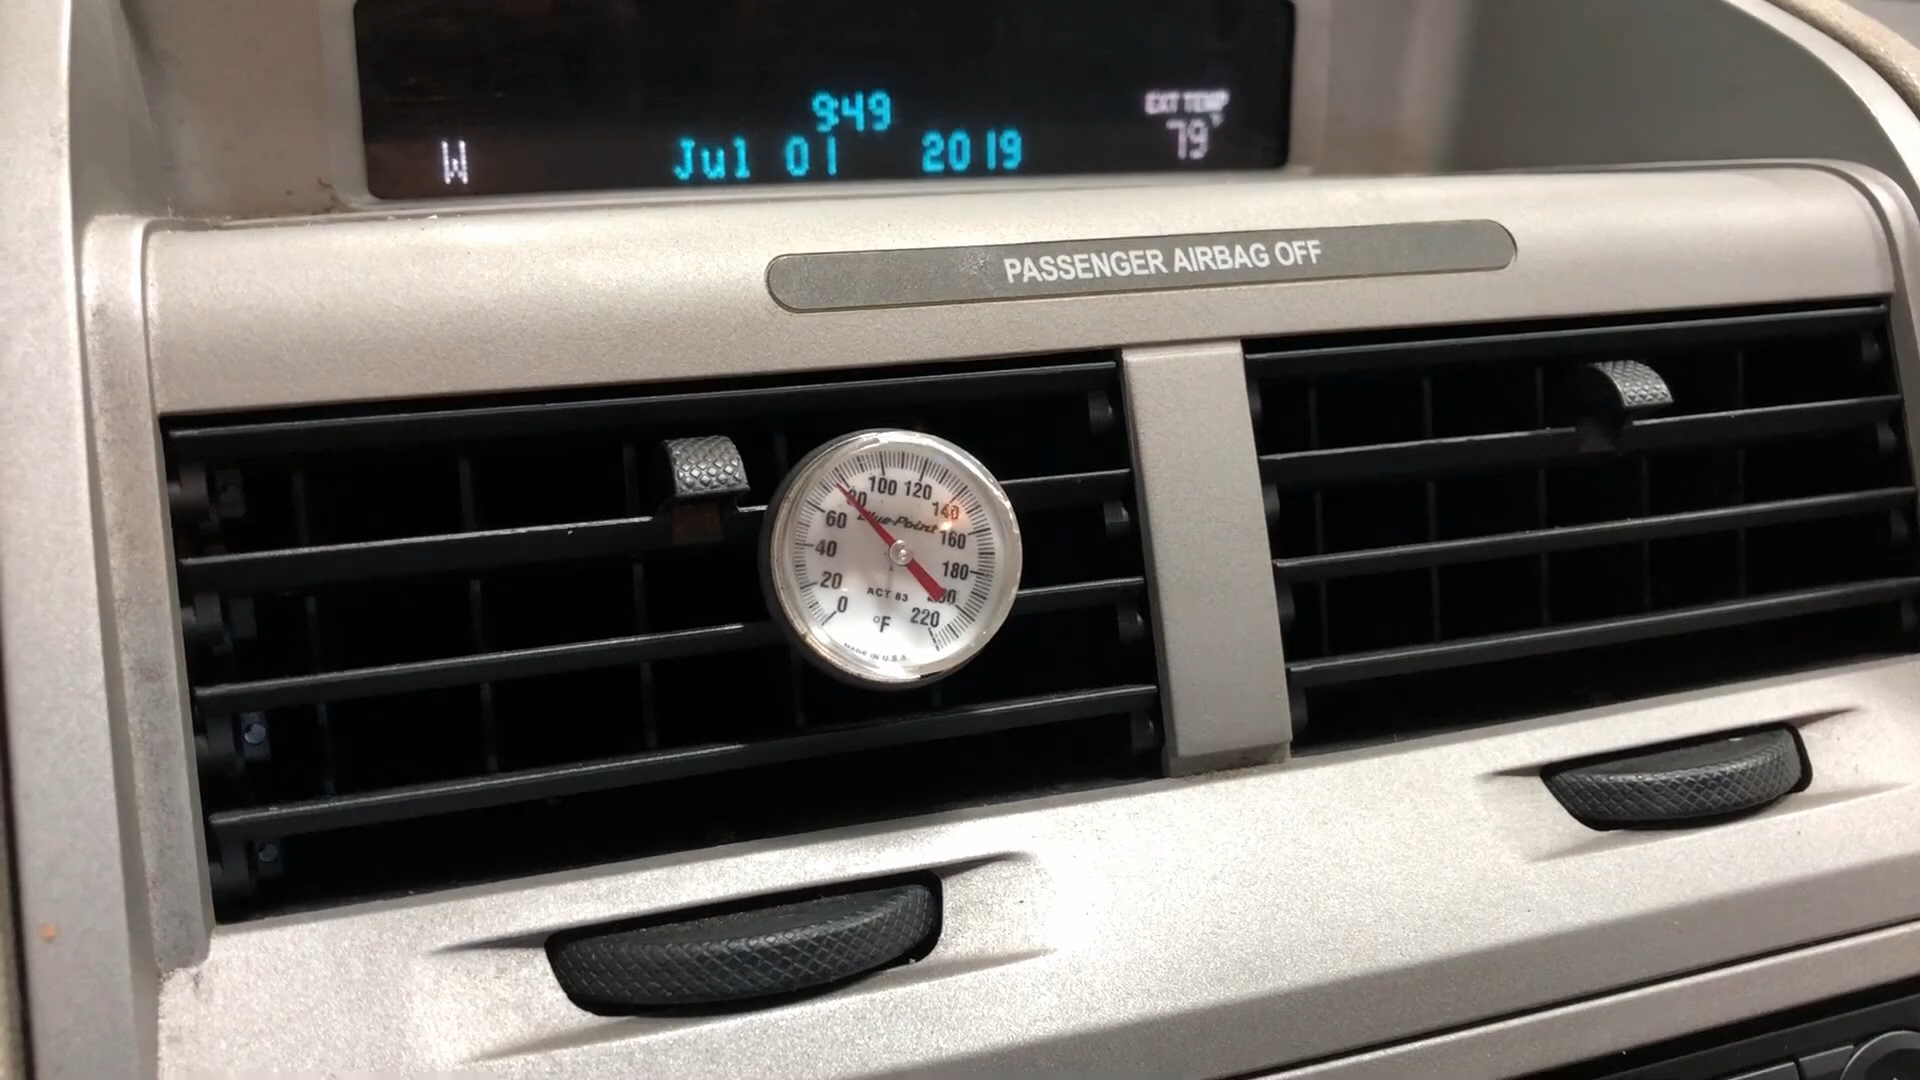 9:49
EXT TEMP
W
Jul 01 2019
79°
PASSENGER AIRBAG OFF
100 120
80
140
60
Blue-Point
160
40
180
20
ACT 83
200
0
220
°F
MADE IN U.S.A.